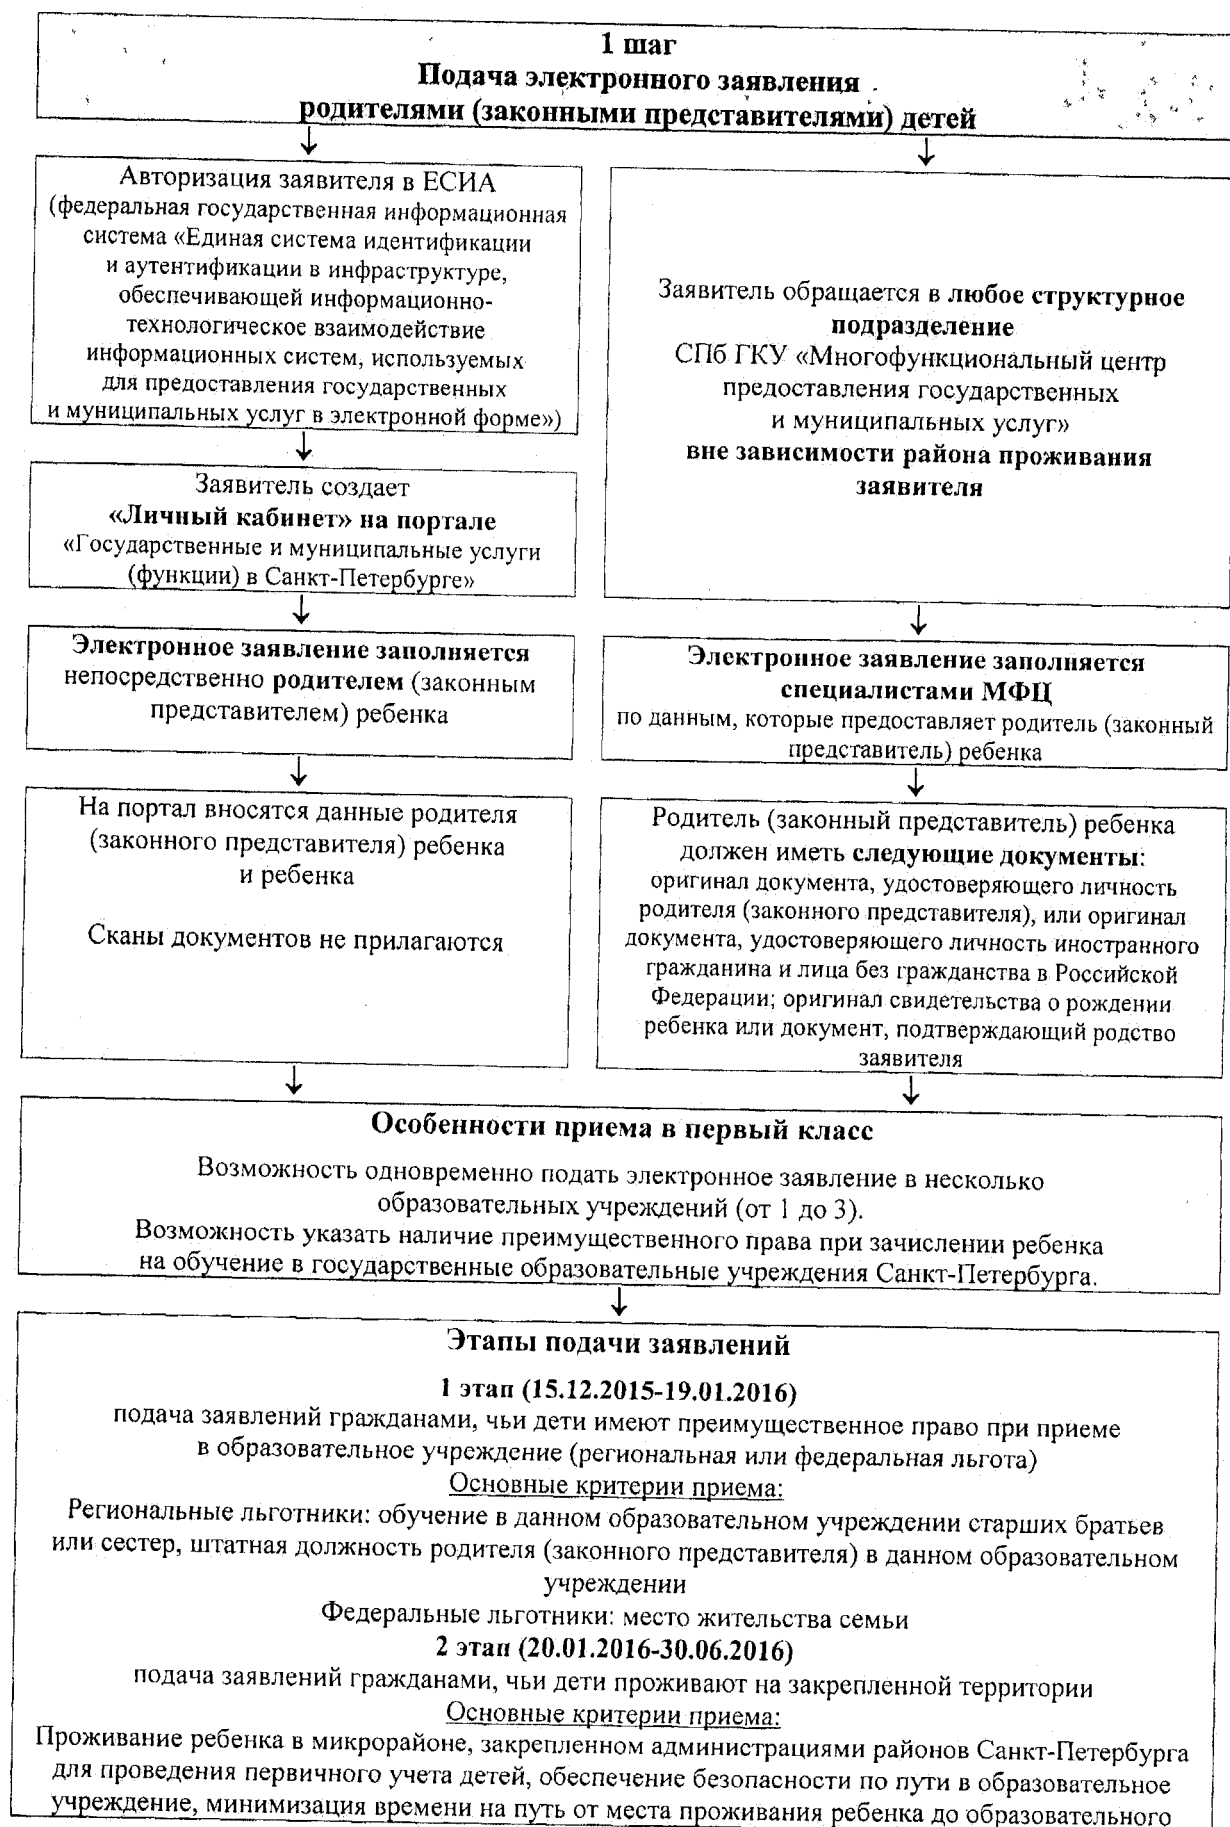 1 шаг
Подача электронного заявления
родителями (законными представителями) детей
Авторизация заявителя в ЕСИА
(федеральная государственная информационная
система «Единая система идентификации
и аутентификации в инфраструктуре,
обеспечивающей информационно-
технологическое взаимодействие
информационных систем, используемых
для предоставления государственных
и муниципальных услуг в электронной форме»)
Заявитель создает
«Личный кабинет» на портале
«Государственные и муниципальные услуги
(функции) в Санкт-Петербурге»
Электронное заявление заполняется
непосредственно родителем (законным
представителем) ребенка
На портал вносятся данные родителя
(законного представителя) ребенка
и ребенка
Сканы документов не прилагаются
Заявитель обращается в любое структурное
подразделение
СПб ГКУ «Многофункциональный центр
предоставления государственных
и муниципальных услуг»
вне зависимости района проживания
заявителя
Электронное заявление заполняется
специалистами МФЦ
по данным, которые предоставляет родитель (законный
представитель) ребенка
Родитель (законный представитель) ребенка
должен иметь следующие документы:
оригинал документа, удостоверяющего личность
родителя (законного представителя), или оригинал
документа, удостоверяющего личность иностранного
гражданина и лица без гражданства в Российской
Федерации; оригинал свидетельства о рождении
ребенка или документ, подтверждающий родство
заявителя
Особенности приема в первый класс
Возможность одновременно подать электронное заявление в несколько
образовательных учреждений (от 1 до 3).
Возможность указать наличие преимущественного права при зачислении ребенка
на обучение в государственные образовательные учреждения Санкт-Петербурга.
Этапы подачи заявлений
1 этап (15.12.2015-19.01.2016)
подача заявлений гражданами, чьи дети имеют преимущественное право при приеме
в образовательное учреждение (региональная или федеральная льгота)
Основные критерии приема:
Региональные льготники: обучение в данном образовательном учреждении старших братьев
или сестер, штатная должность родителя (законного представителя) в данном образовательном
учреждении
Федеральные льготники: место жительства семьи
2 этап (20.01.2016-30.06.2016)
подача заявлений гражданами, чьи дети проживают на закрепленной территории
Основные критерии приема:
Проживание ребенка в микрорайоне, закрепленном администрациями районов Санкт-Петербурга
для проведения первичного учета детей, обеспечение безопасности по пути в образовательное
учреждение, минимизация времени на путь от места проживания ребенка до образовательного